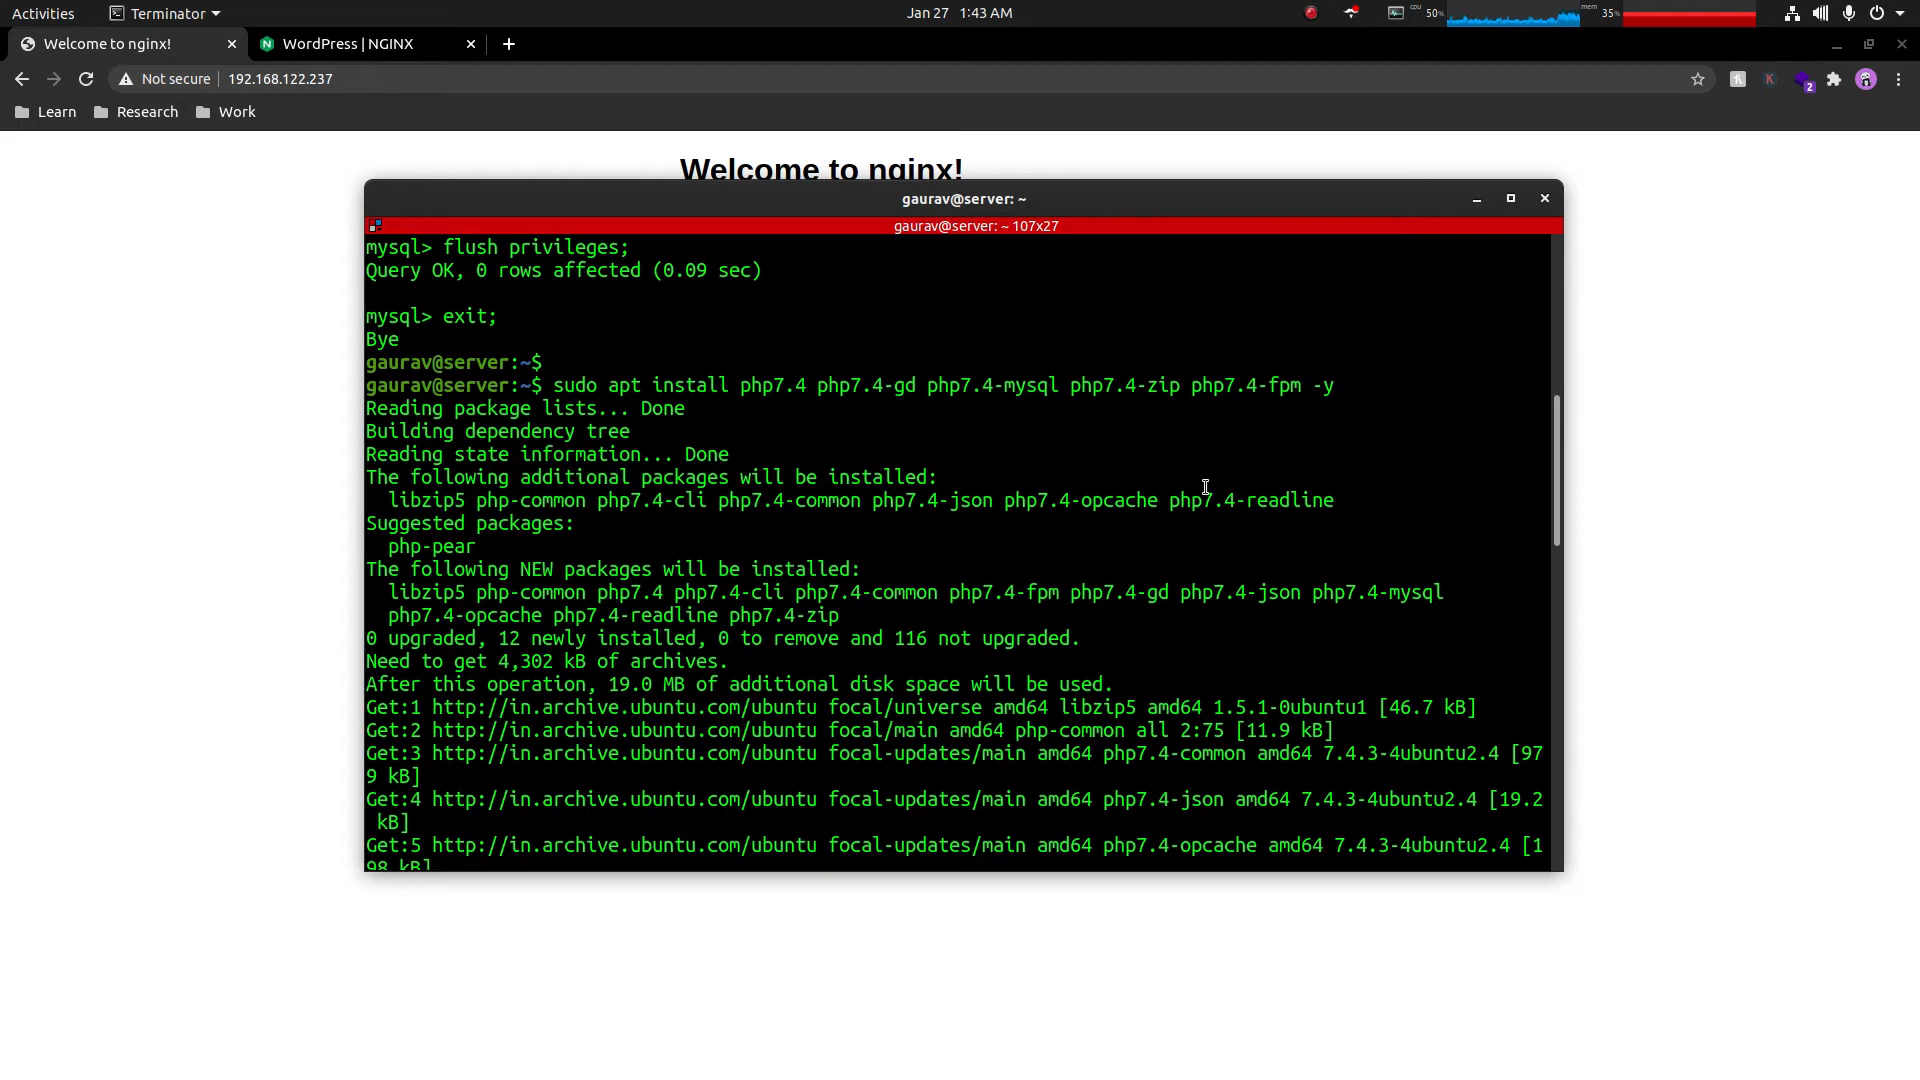 Activities Terminator Jan 27 1:43 AM cpu 50% mem 35%
Welcome to nginx! WordPress | NGINX
Not secure 192.168.122.237 K 2
Learn Research Work
Welcome to nginx!
gaurav@server: ~
gaurav@server: ~ 107x27
mysql> flush privileges;
Query OK, 0 rows affected (0.09 sec)
mysql> exit;
Bye
gaurav@server:~$
gaurav@server:~$ sudo apt install php7.4 php7.4-gd php7.4-mysql php7.4-zip php7.4-fpm -y
Reading package lists... Done
Building dependency tree
Reading state information... Done
The following additional packages will be installed:
libzip5 php-common php7.4-cli php7.4-common php7.4-json php7.4-opcache php7.4-readline
Suggested packages:
php-pear
The following NEW packages will be installed:
libzip5 php-common php7.4 php7.4-cli php7.4-common php7.4-fpm php7.4-gd php7.4-json php7.4-mysql
php7.4-opcache php7.4-readline php7.4-zip
0 upgraded, 12 newly installed, 0 to remove and 116 not upgraded.
Need to get 4,302 kB of archives.
After this operation, 19.0 MB of additional disk space will be used.
Get:1 http://in.archive.ubuntu.com/ubuntu focal/universe amd64 libzip5 amd64 1.5.1-0ubuntu1 [46.7 kB]
Get:2 http://in.archive.ubuntu.com/ubuntu focal/main amd64 php-common all 2:75 [11.9 kB]
Get:3 http://in.archive.ubuntu.com/ubuntu focal-updates/main amd64 php7.4-common amd64 7.4.3-4ubuntu2.4 [97
9 kB]
Get:4 http://in.archive.ubuntu.com/ubuntu focal-updates/main amd64 php7.4-json amd64 7.4.3-4ubuntu2.4 [19.2
kB]
Get:5 http://in.archive.ubuntu.com/ubuntu focal-updates/main amd64 php7.4-opcache amd64 7.4.3-4ubuntu2.4 [1
98 kB]